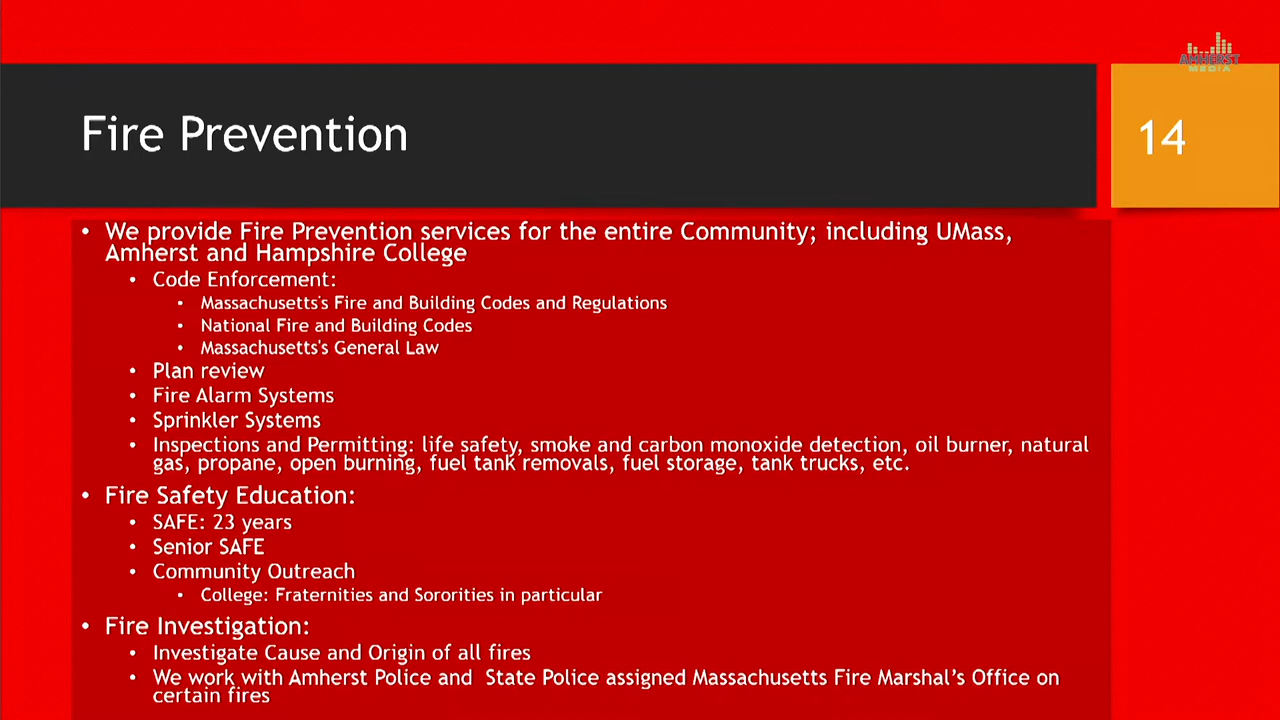 AMHERST
MEDIA
Fire Prevention
14
• We provide Fire Prevention services for the entire Community; including UMass,
Amherst and Hampshire College
• Code Enforcement:
• Massachusetts's Fire and Building Codes and Regulations
• National Fire and Building Codes
• Massachusetts's General Law
• Plan review
• Fire Alarm Systems
• Sprinkler Systems
• Inspections and Permitting: life safety, smoke and carbon monoxide detection, oil burner, natural
gas, propane, open burning, fuel tank removals, fuel storage, tank trucks, etc.
• Fire Safety Education:
• SAFE: 23 years
• Senior SAFE
• Community Outreach
• College: Fraternities and Sororities in particular
• Fire Investigation:
• Investigate Cause and Origin of all fires
• We work with Amherst Police and  State Police assigned Massachusetts Fire Marshal’s Office on
certain fires